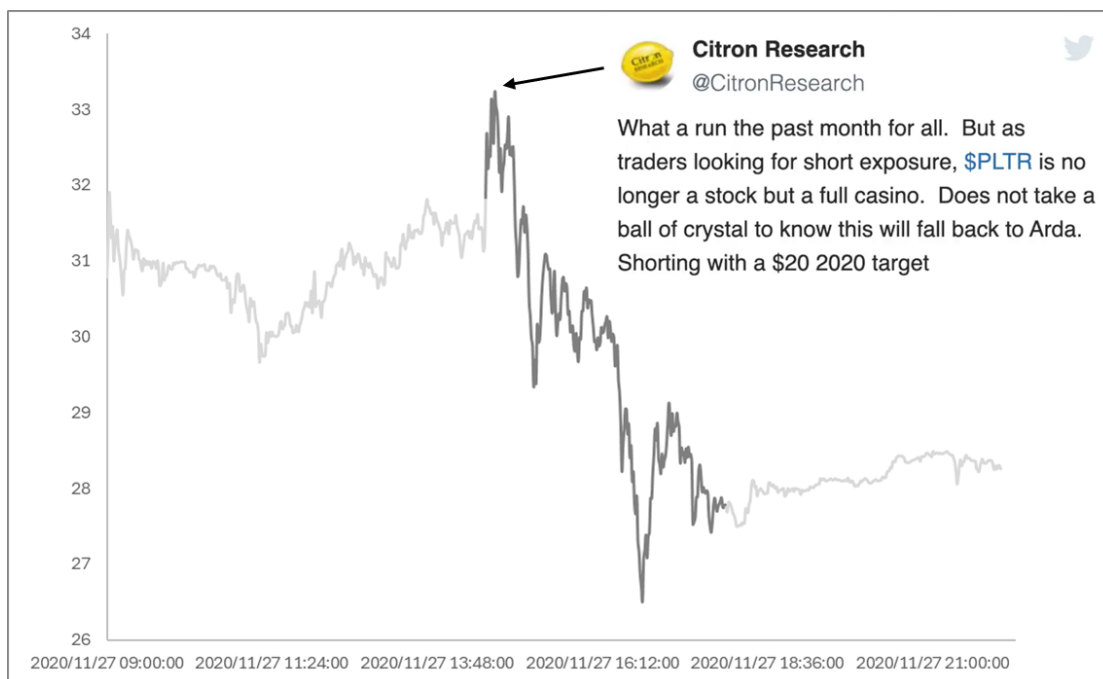 34
Citron Research
@CitronResearch
Citron
RESEARCH
33
What a run the past month for all. But as
traders looking for short exposure, $PLTR is no
longer a stock but a full casino. Does not take a
ball of crystal to know this will fall back to Arda.
Shorting with a $20 2020 target
32
31
30
29
28
27
26
2020/11/27 09:00:00 2020/11/27 11:24:00 2020/11/27 13:48:00 2020/11/27 16:12:00 2020/11/27 18:36:00 2020/11/27 21:00:00